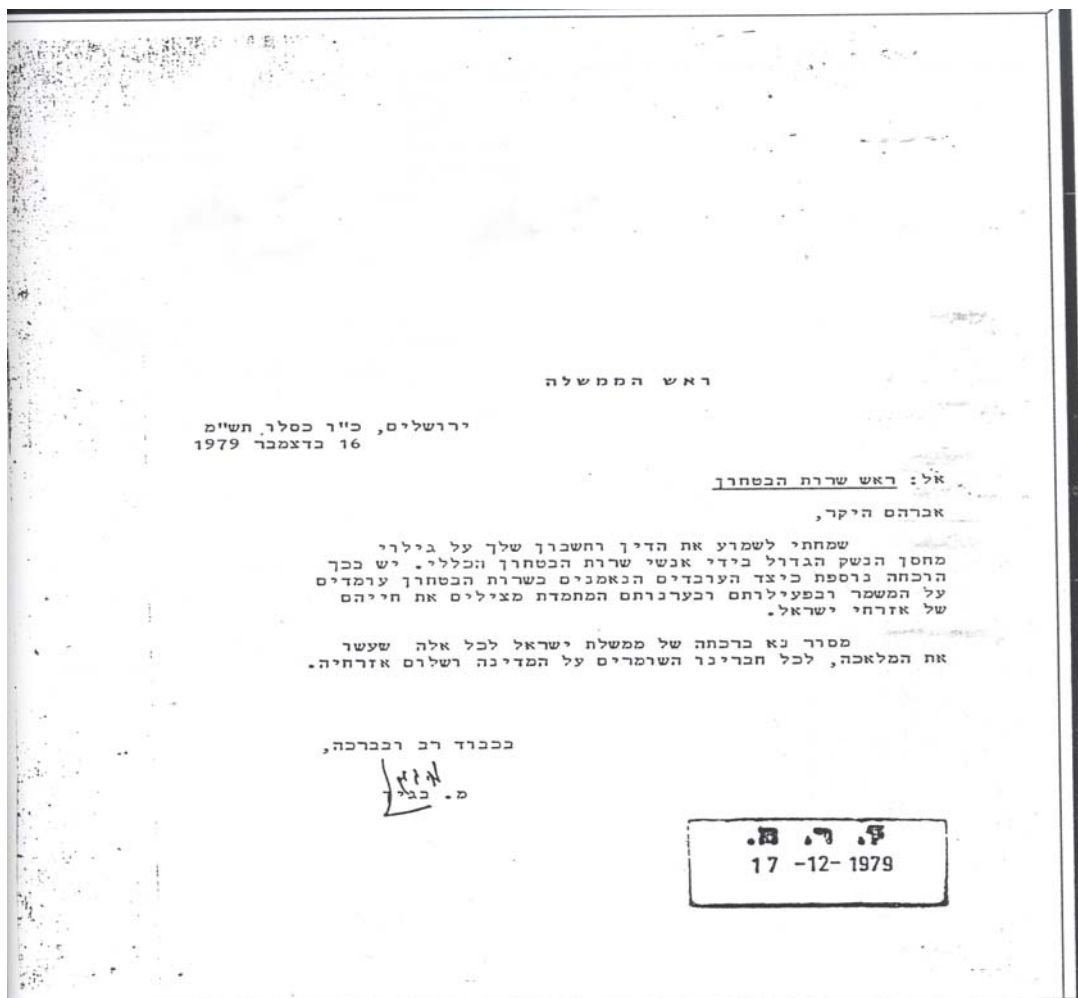 ראש הממשלה
ירושלים, כ"ו כסלו תש"מ
16 בדצמבר 1979
אל: ראש שרות הבטחון
אברהם היקר,
שמחתי לשמוע את הדין וחשבון שלך על גילוי
מחסן הנשק הגדול בידי אנשי שרות הבטחון הכללי. יש בכך
הוכחה נוספת כיצד העובדים הנאמנים בשרות הבטחון עומדים
על המשמר ובפעילותם ובערנותם המתמדת מצילים את חייהם
של אזרחי ישראל.
מסור נא ברכתה של ממשלת ישראל לכל אלה שעשו
את המלאכה, לכל חברינו השומרים על המדינה ושלום אזרחיה.
בכבוד רב ובברכה,
מ. בגין
17 -12- 1979